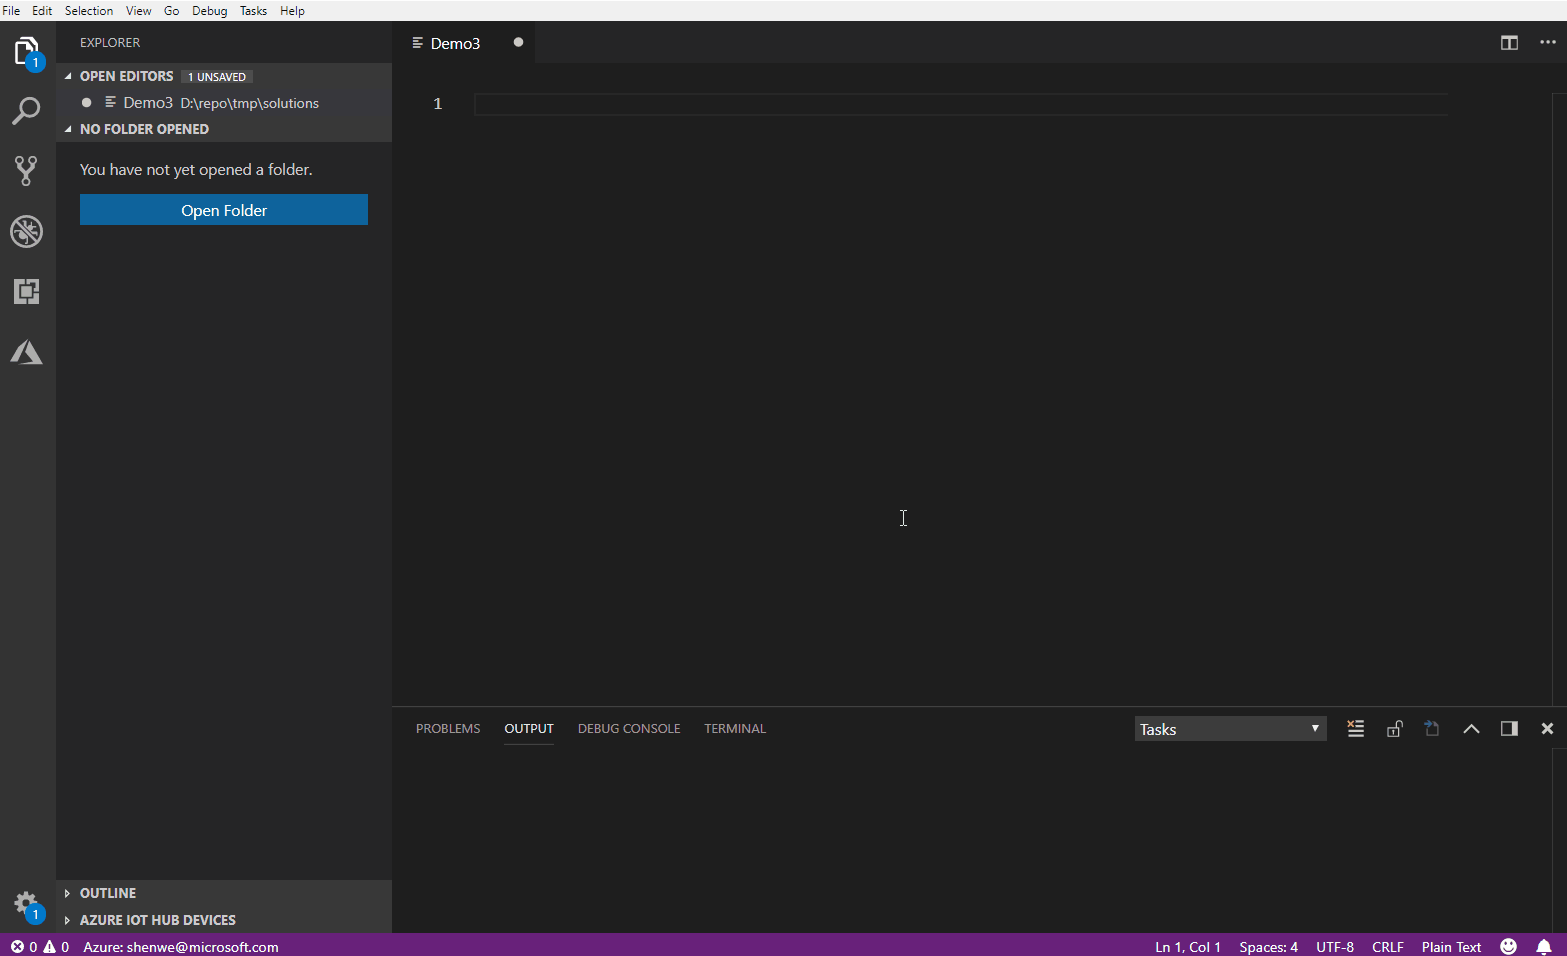 File Edit Selection View Go Debug Tasks Help
EXPLORER
Demo3
1
OPEN EDITORS 1 UNSAVED
Demo3 D:\repo\tmp\solutions
1
NO FOLDER OPENED
You have not yet opened a folder.
Open Folder
PROBLEMS OUTPUT DEBUG CONSOLE TERMINAL Tasks
OUTLINE
1
AZURE IOT HUB DEVICES
0 0 Azure: shenwe@microsoft.com Ln 1, Col 1 Spaces: 4 UTF-8 CRLF Plain Text